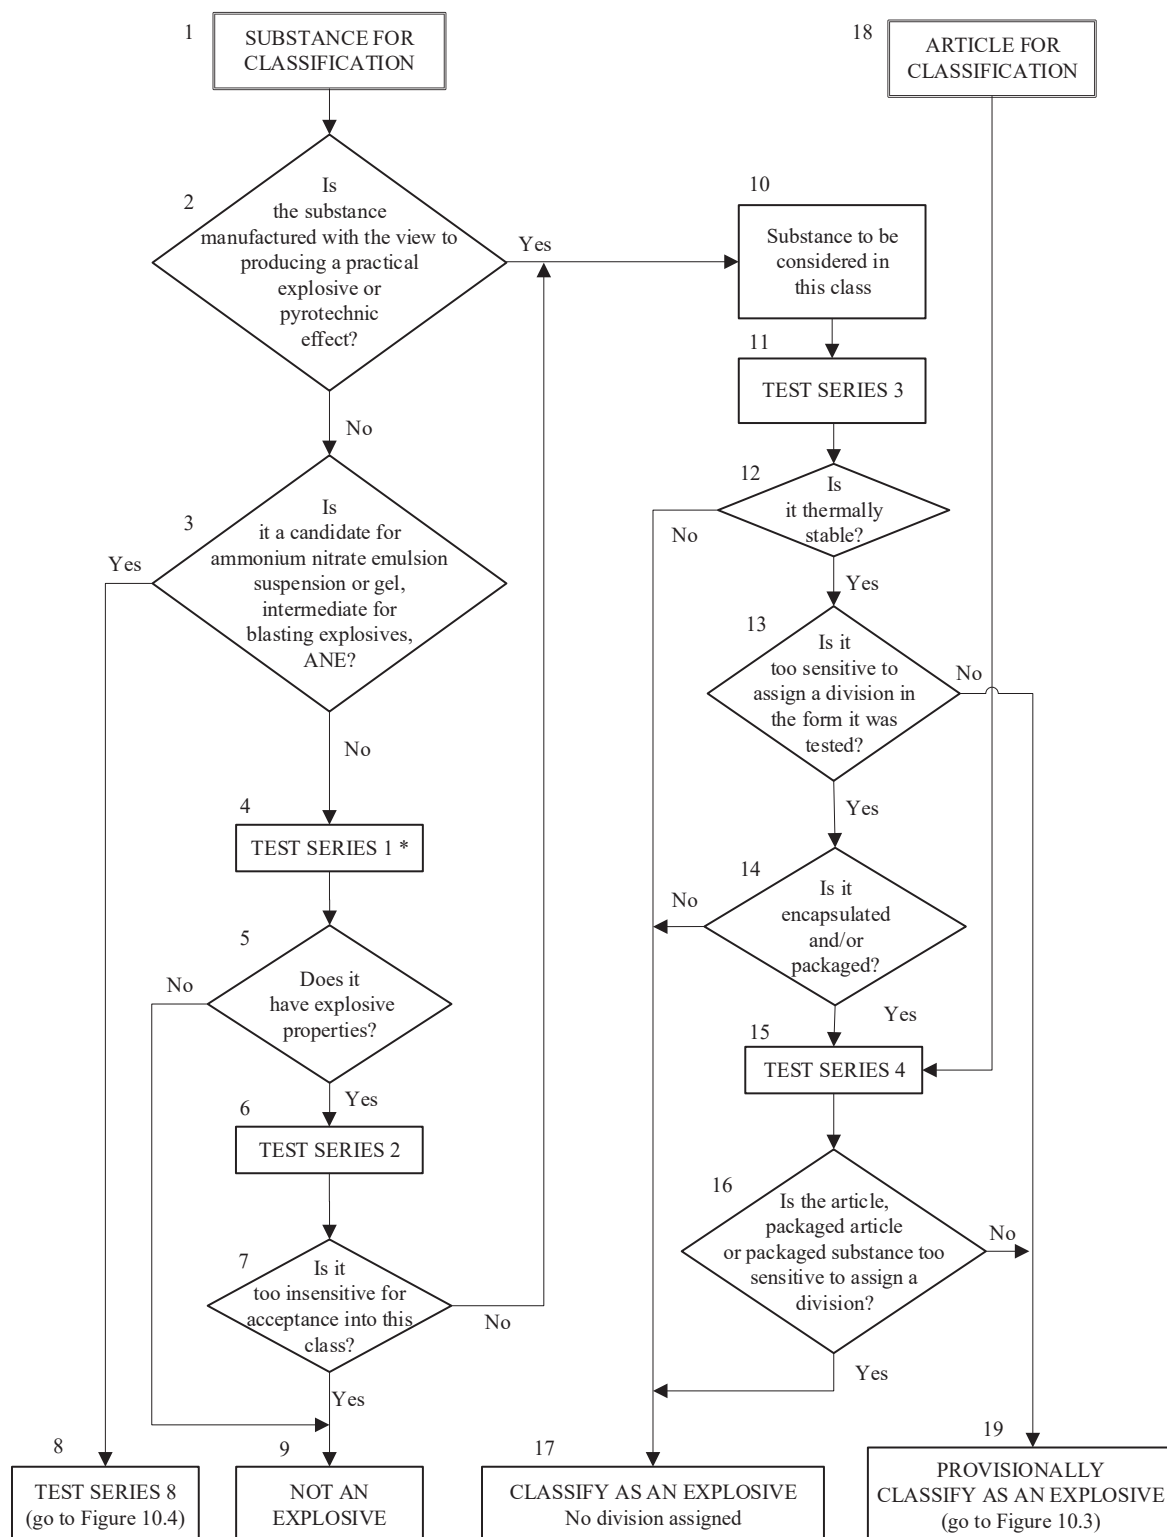 1
SUBSTANCE FOR
CLASSIFICATION
18
ARTICLE FOR
CLASSIFICATION
2
Is
the substance
manufactured with the view to
producing a practical
explosive or
pyrotechnic
effect?
Yes
No
10
Substance to be
considered in
this class
11
TEST SERIES 3
3
Is
it a candidate for
ammonium nitrate emulsion
suspension or gel,
intermediate for
blasting explosives,
ANE?
Yes
No
12
Is
it thermally
stable?
No
Yes
13
Is it
too sensitive to
assign a division in
the form it was
tested?
No
Yes
4
TEST SERIES 1 *
14
Is it
encapsulated
and/or
packaged?
No
Yes
5
Does it
have explosive
properties?
No
Yes
15
TEST SERIES 4
6
TEST SERIES 2
16
Is the article,
packaged article
or packaged substance too
sensitive to assign a
division?
No
Yes
7
Is it
too insensitive for
acceptance into this
class?
No
Yes
8
TEST SERIES 8
(go to Figure 10.4)
9
NOT AN
EXPLOSIVE
17
CLASSIFY AS AN EXPLOSIVE
No division assigned
19
PROVISIONALLY
CLASSIFY AS AN EXPLOSIVE
(go to Figure 10.3)